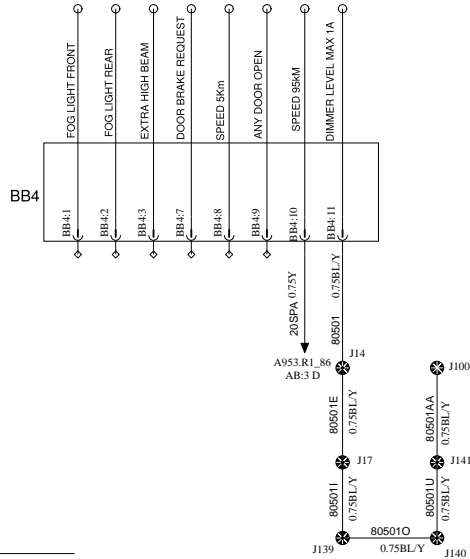 FOG LIGHT FRONT
FOG LIGHT REAR
EXTRA HIGH BEAM
DOOR BRAKE REQUEST
SPEED 5Km
ANY DOOR OPEN
SPEED 95kM
DIMMER LEVEL MAX 1A
BB4
BB4:1
BB4:2
BB4:3
BB4:7
BB4:8
BB4:9
BB4:10
BB4:11
20SPA 0.75Y
80501
0.75BL/Y
A953.R1_86
AB:3 D
J14
J100
80501E
0.75BL/Y
80501AA
0.75BL/Y
J17
J141
80501I
0.75BL/Y
80501U
0.75BL/Y
J139
80501O
0.75BL/Y
J140